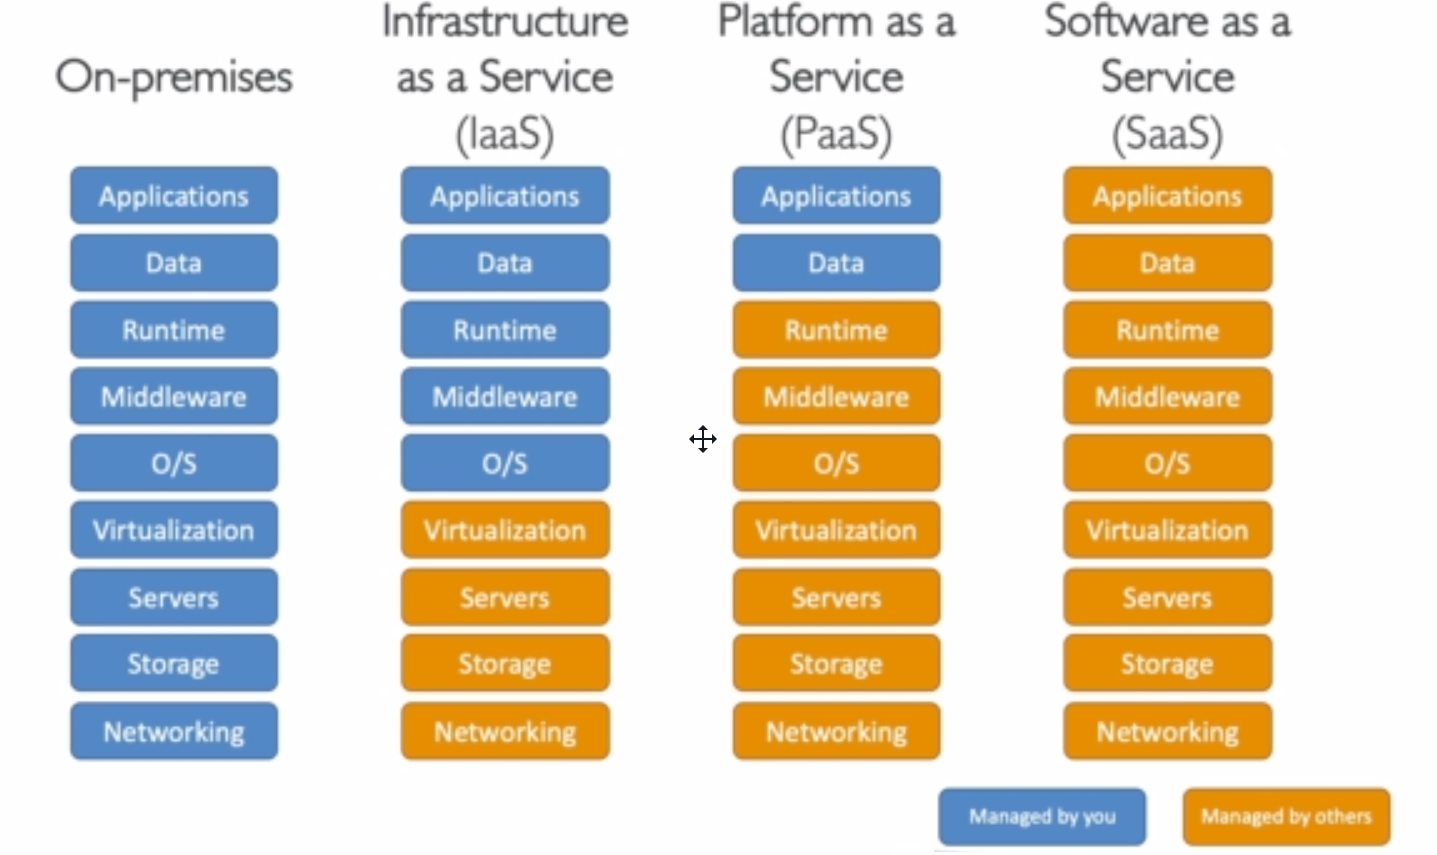 On-premises
Infrastructure
as a Service
(IaaS)
Platform as a
Service
(PaaS)
Software as a
Service
(SaaS)
Applications
Data
Runtime
Middleware
O/S
Virtualization
Servers
Storage
Networking
Applications
Data
Runtime
Middleware
O/S
Virtualization
Servers
Storage
Networking
Applications
Data
Runtime
Middleware
O/S
Virtualization
Servers
Storage
Networking
Applications
Data
Runtime
Middleware
O/S
Virtualization
Servers
Storage
Networking
Managed by you
Managed by others